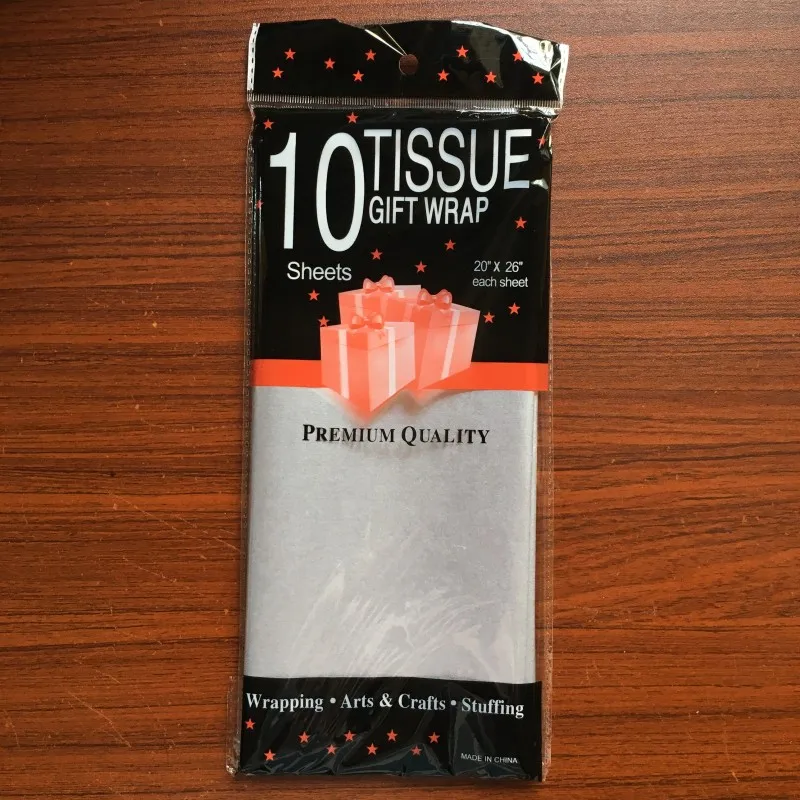 10 TISSUE
GIFT WRAP
Sheets
20" X 26"
each sheet
PREMIUM QUALITY
Wrapping • Arts & Crafts • Stuffing
MADE IN CHINA